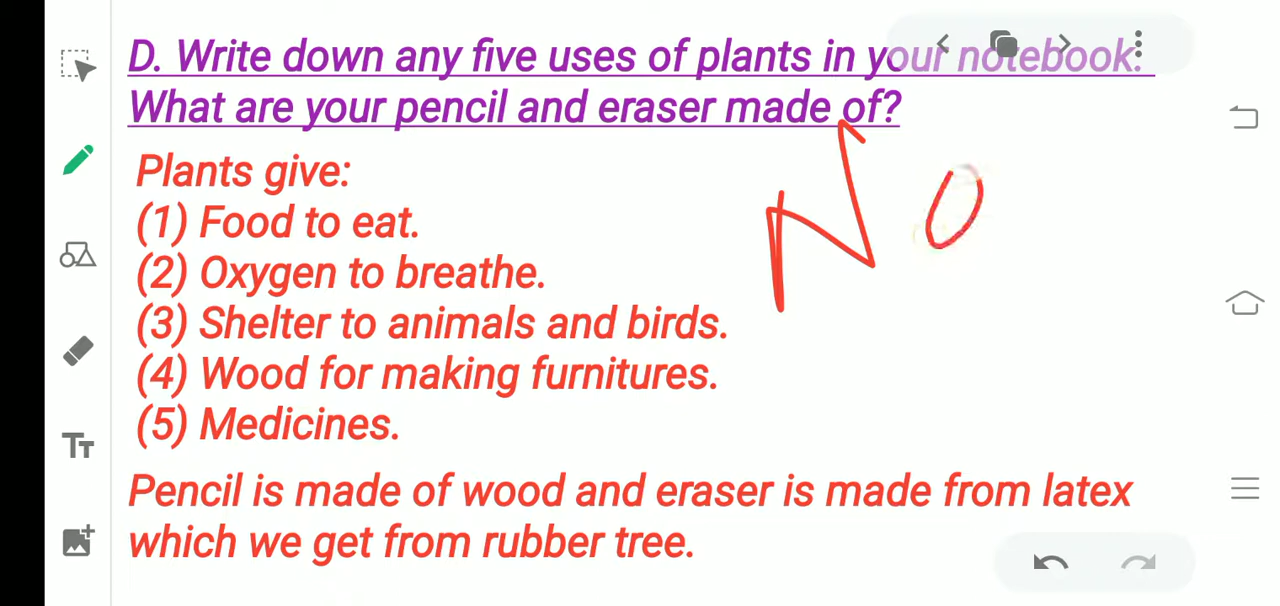 D. Write down any five uses of plants in your notebook.
What are your pencil and eraser made of?
Plants give:
(1) Food to eat.
(2) Oxygen to breathe.
(3) Shelter to animals and birds.
(4) Wood for making furnitures.
(5) Medicines.
Pencil is made of wood and eraser is made from latex
which we get from rubber tree.
No
TT